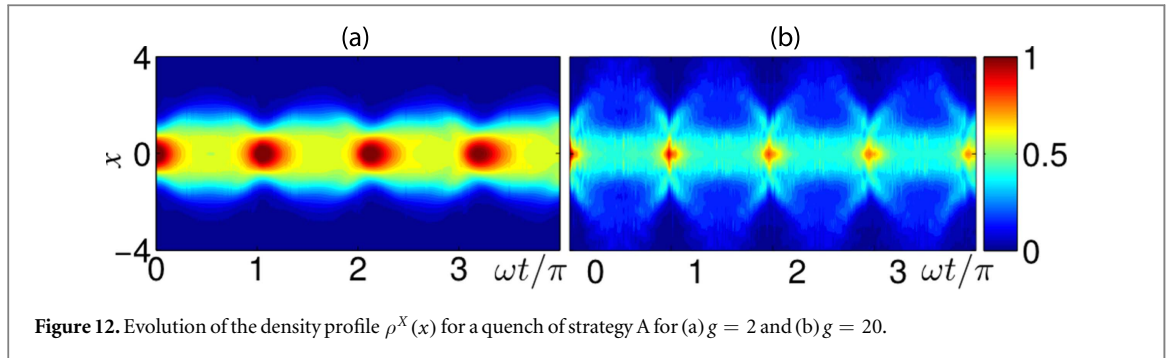 (a) (b)
4 1
x 0 0.5
−4 0
0 1 2 3 ωt/π 0 1 2 3 ωt/π
Figure 12. Evolution of the density profile ρ^X(x) for a quench of strategy A for (a) g = 2 and (b) g = 20.